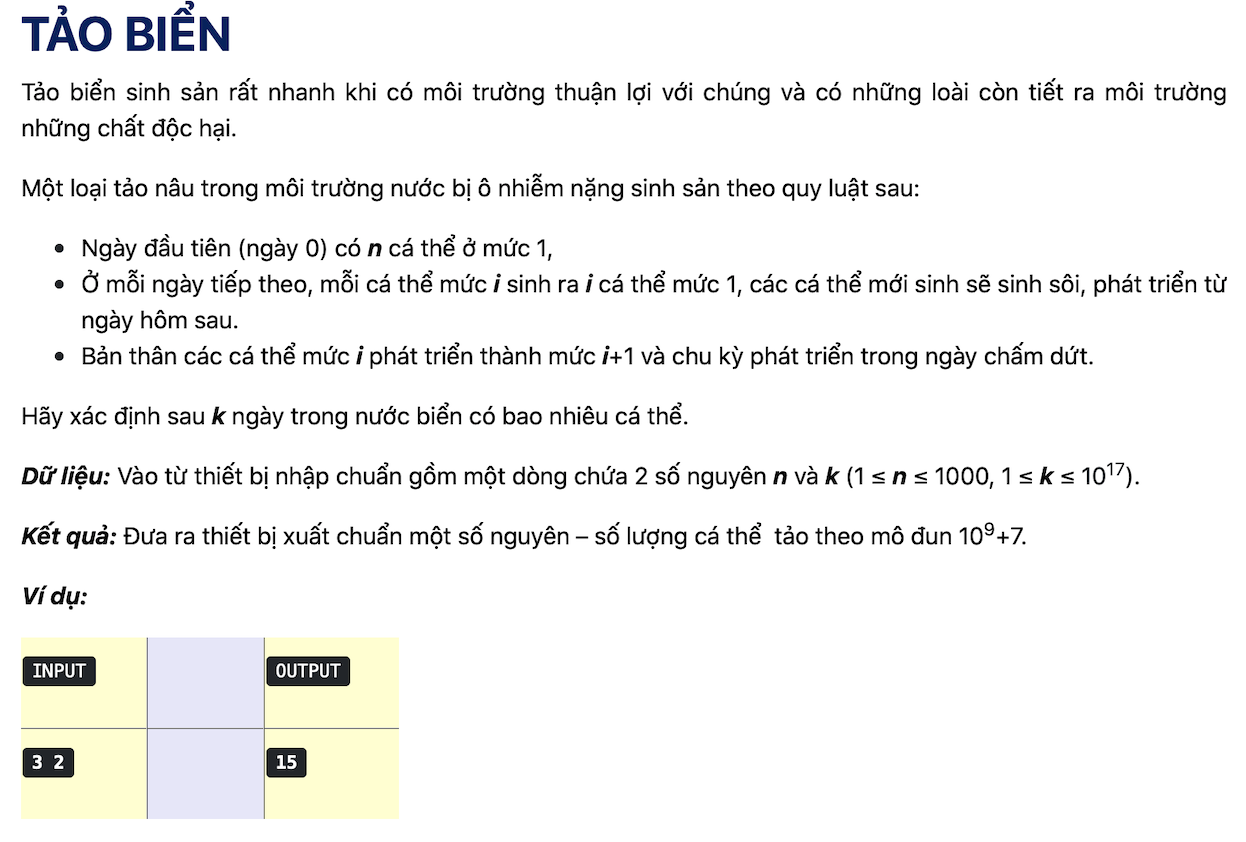 TẢO BIỂN
Tảo biển sinh sản rất nhanh khi có môi trường thuận lợi với chúng và có những loài còn tiết ra môi trường
những chất độc hại.
Một loại tảo nâu trong môi trường nước bị ô nhiễm nặng sinh sản theo quy luật sau:
• Ngày đầu tiên (ngày 0) có n cá thể ở mức 1,
• Ở mỗi ngày tiếp theo, mỗi cá thể mức i sinh ra i cá thể mức 1, các cá thể mới sinh sẽ sinh sôi, phát triển từ
ngày hôm sau.
• Bản thân các cá thể mức i phát triển thành mức i+1 và chu kỳ phát triển trong ngày chấm dứt.
Hãy xác định sau k ngày trong nước biển có bao nhiêu cá thể.
Dữ liệu: Vào từ thiết bị nhập chuẩn gồm một dòng chứa 2 số nguyên n và k (1 ≤ n ≤ 1000, 1 ≤ k ≤ 10¹⁷).
Kết quả: Đưa ra thiết bị xuất chuẩn một số nguyên – số lượng cá thể tảo theo mô đun 10⁹+7.
Ví dụ:
INPUT OUTPUT
3 2 15